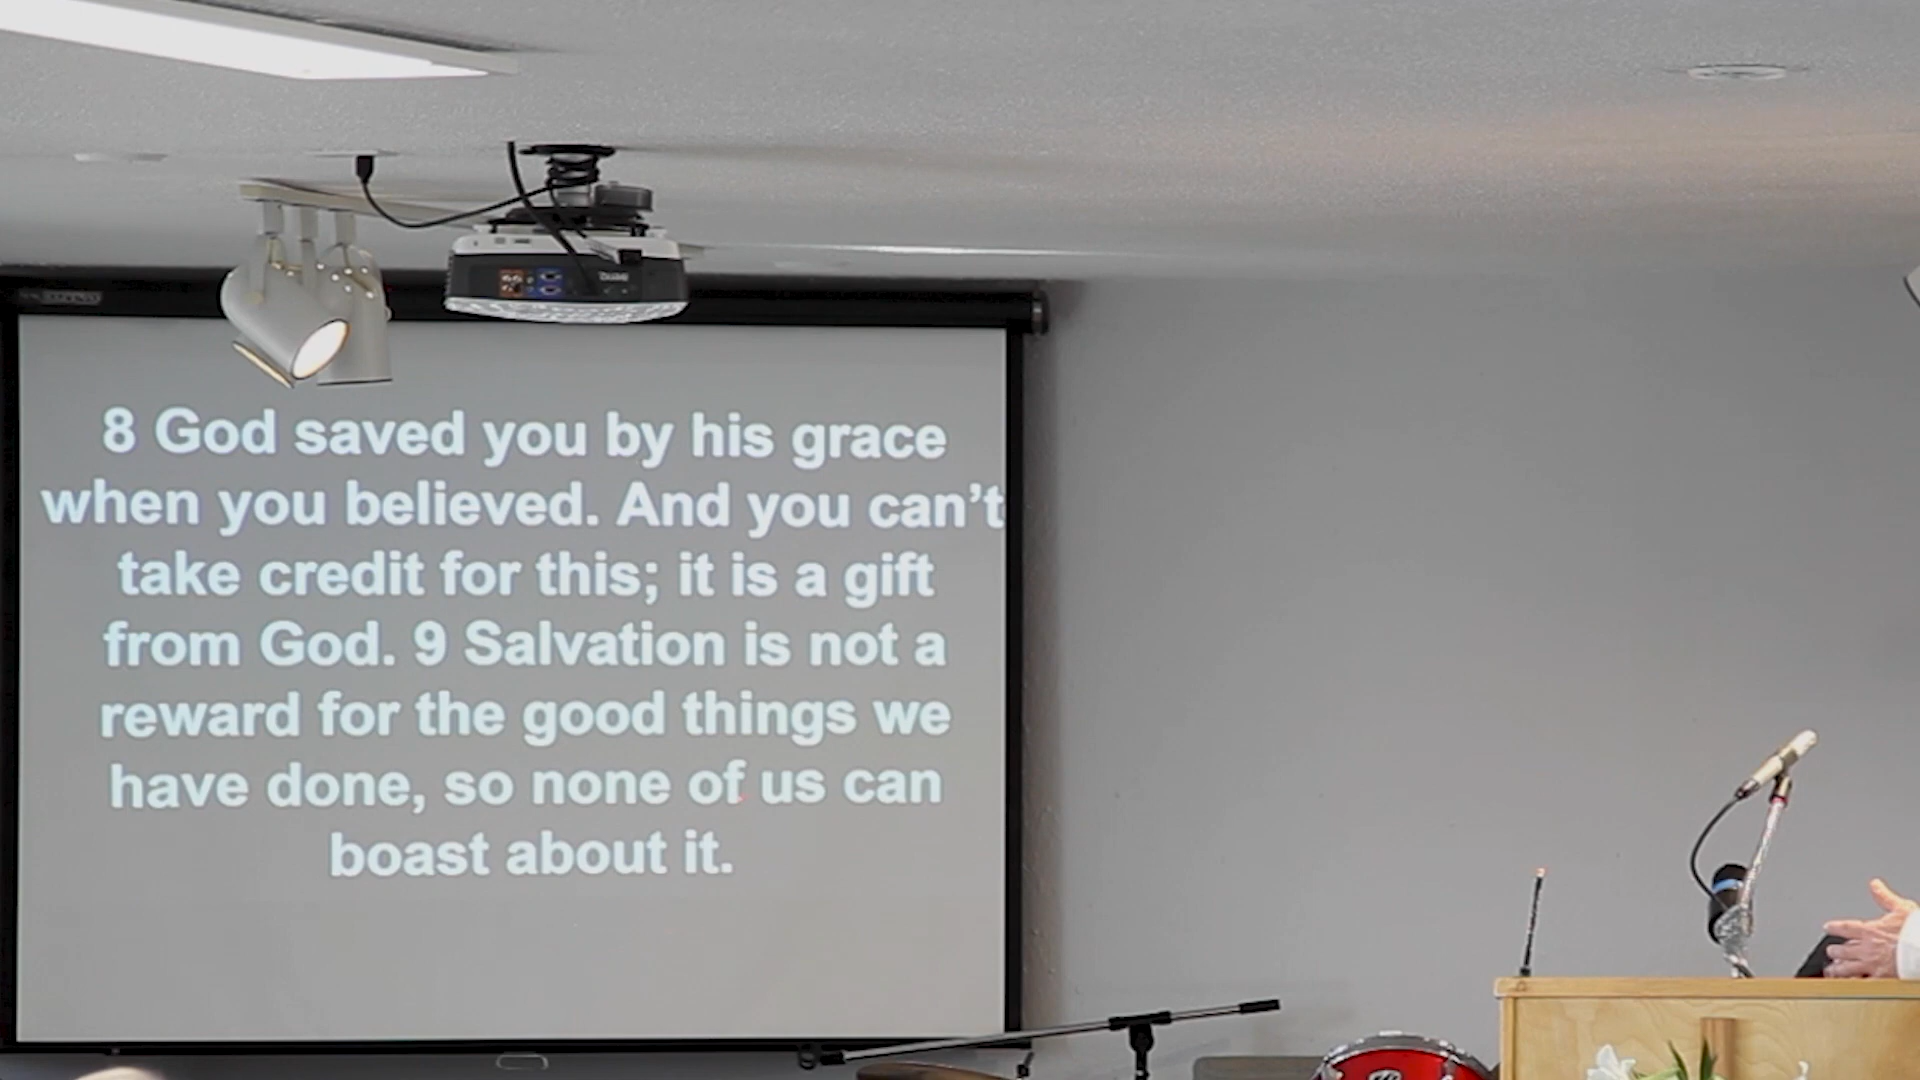 8 God saved you by his grace
when you believed. And you can’t
take credit for this; it is a gift
from God. 9 Salvation is not a
reward for the good things we
have done, so none of us can
boast about it.